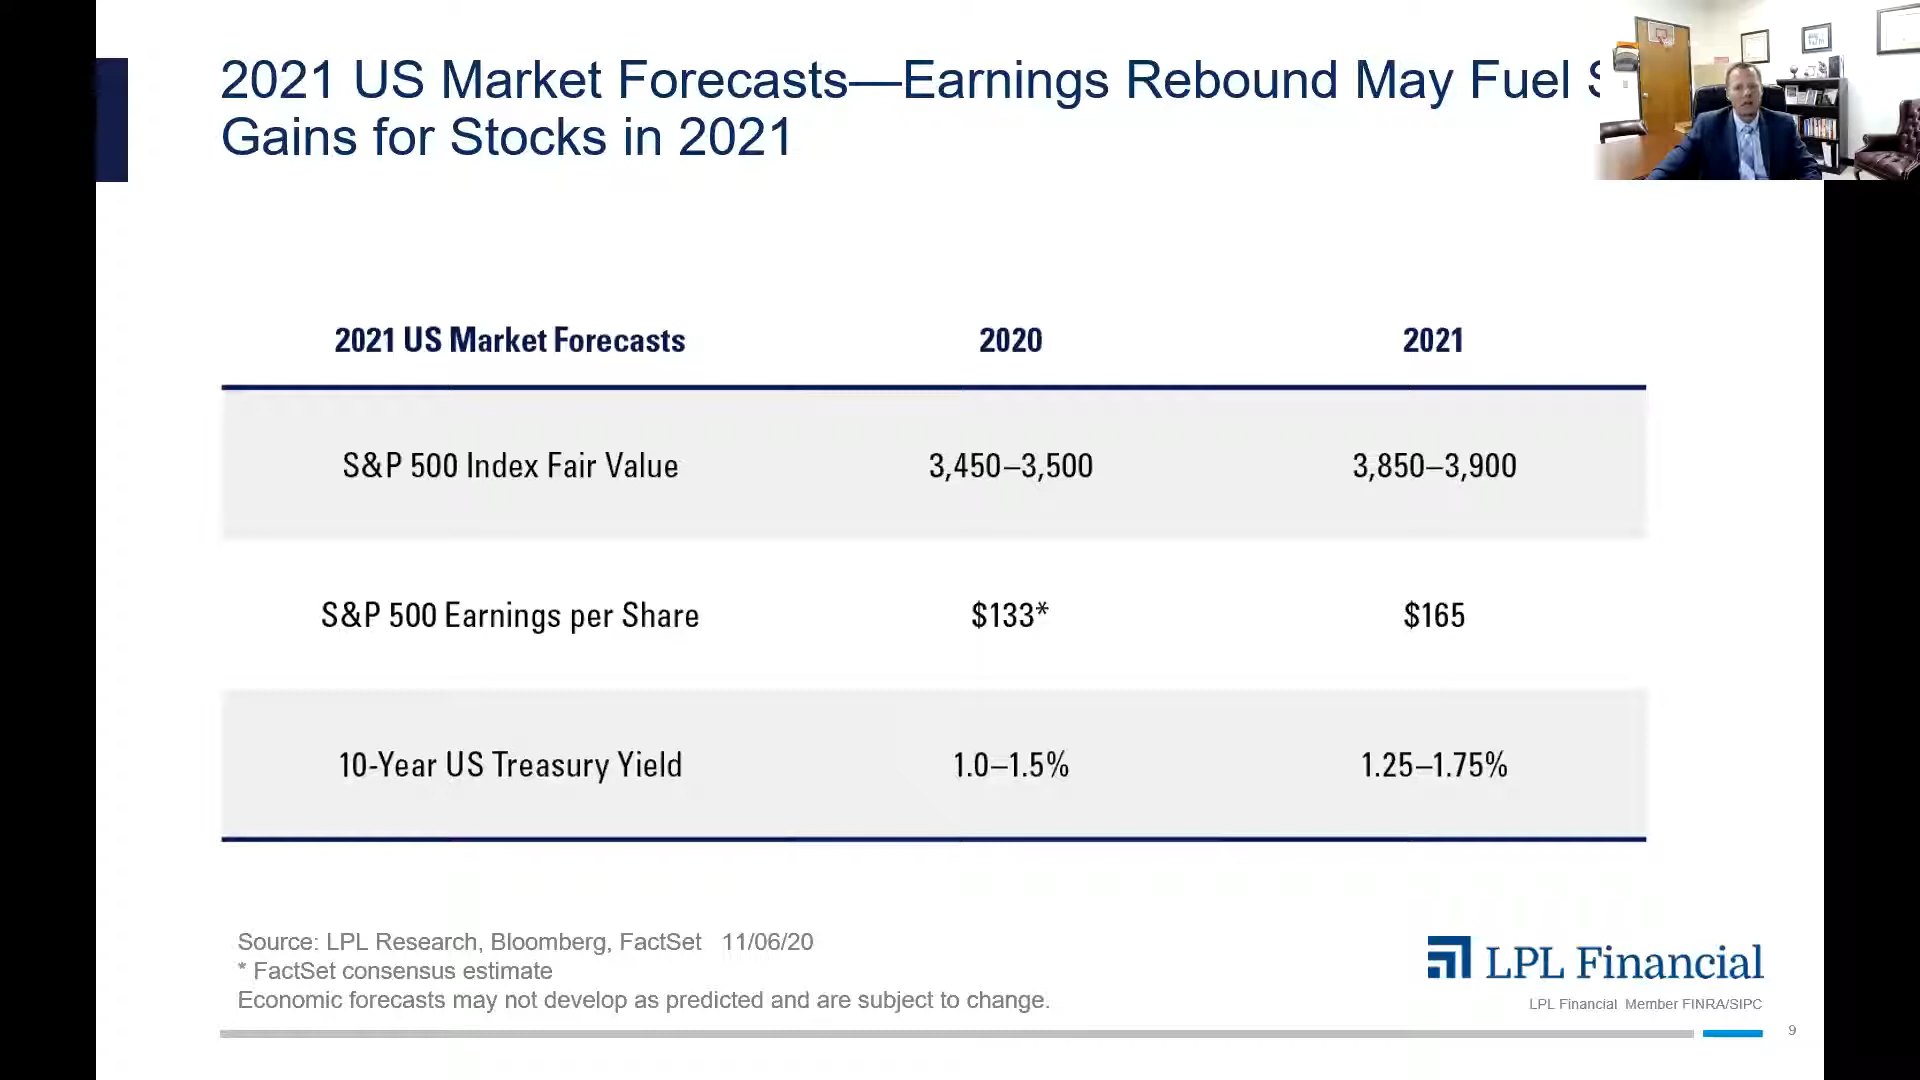 2021 US Market Forecasts—Earnings Rebound May Fuel
Gains for Stocks in 2021
2021 US Market Forecasts 2020 2021
S&P 500 Index Fair Value 3,450–3,500 3,850–3,900
S&P 500 Earnings per Share $133* $165
10-Year US Treasury Yield 1.0–1.5% 1.25–1.75%
Source: LPL Research, Bloomberg, FactSet 11/06/20
* FactSet consensus estimate
Economic forecasts may not develop as predicted and are subject to change.
LPL Financial
LPL Financial Member FINRA/SIPC
9